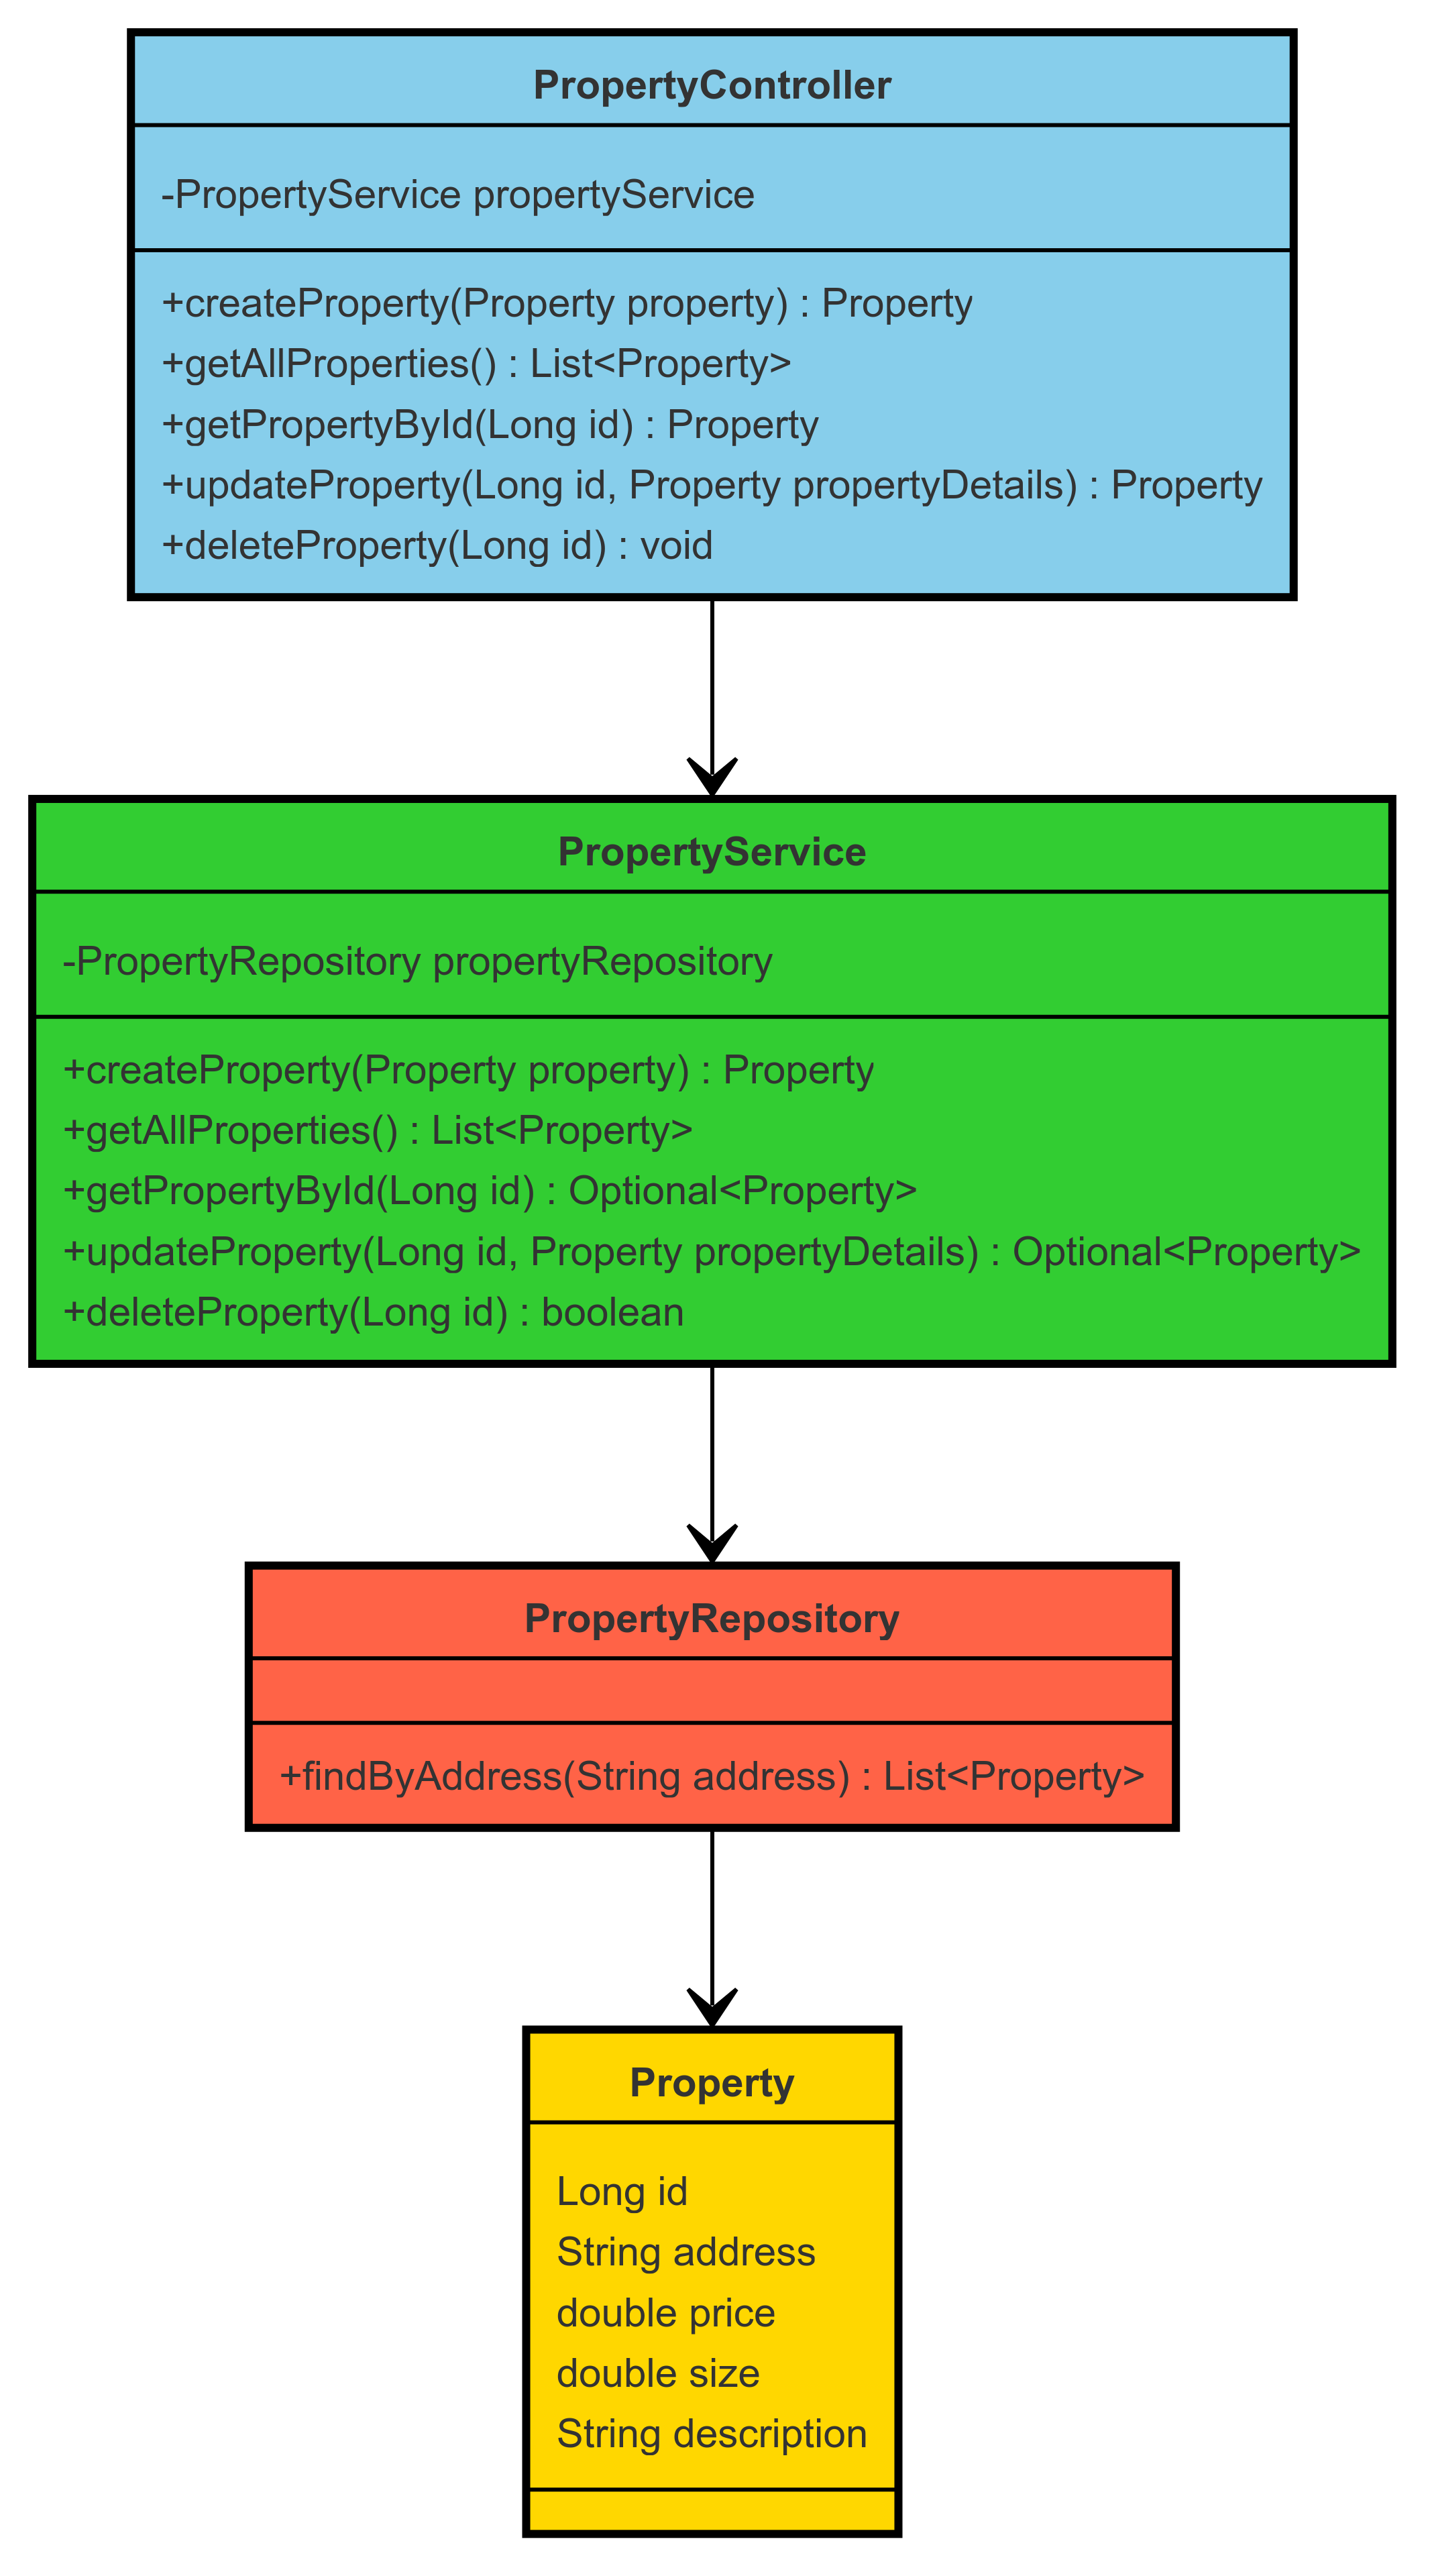 PropertyController
-PropertyService propertyService
+createProperty(Property property) : Property
+getAllProperties() : List<Property>
+getPropertyById(Long id) : Property
+updateProperty(Long id, Property propertyDetails) : Property
+deleteProperty(Long id) : void
PropertyService
-PropertyRepository propertyRepository
+createProperty(Property property) : Property
+getAllProperties() : List<Property>
+getPropertyById(Long id) : Optional<Property>
+updateProperty(Long id, Property propertyDetails) : Optional<Property>
+deleteProperty(Long id) : boolean
PropertyRepository
+findByAddress(String address) : List<Property>
Property
Long id
String address
double price
double size
String description